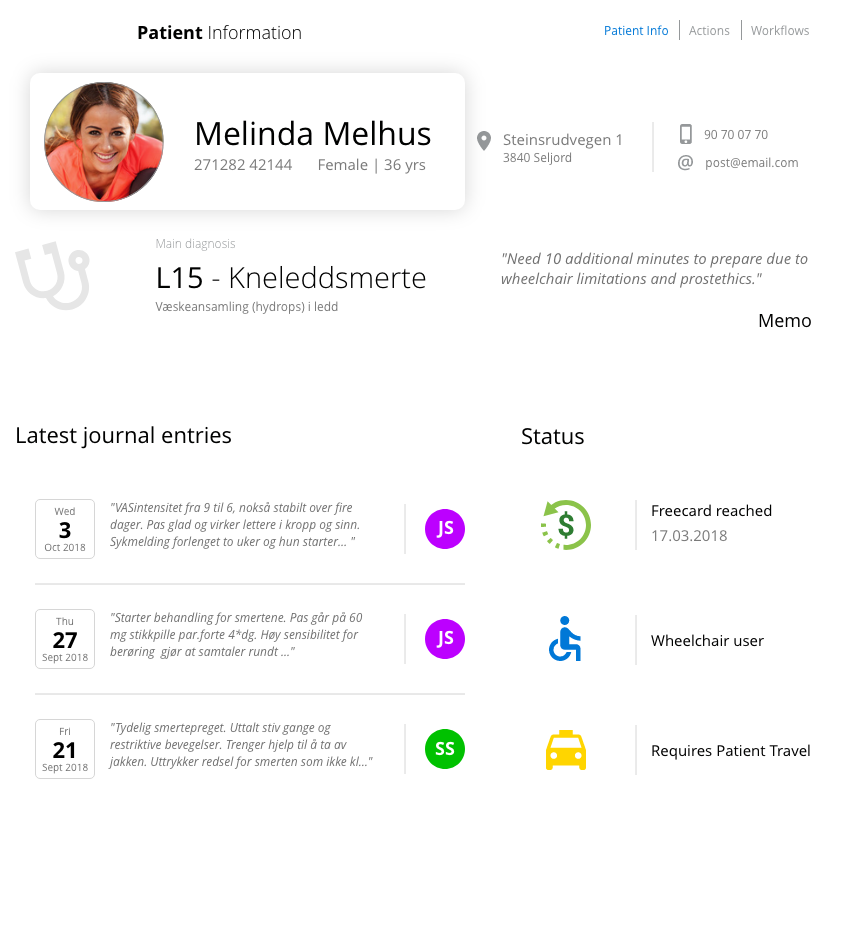 Patient Information
Patient Info
Actions
Workflows
Melinda Melhus
271282 42144 Female | 36 yrs
Steinsrudvegen 1
3840 Seljord
90 70 07 70
@ post@email.com
Main diagnosis
L15 - Kneleddsmerte
Væskeansamling (hydrops) i ledd
"Need 10 additional minutes to prepare due to
wheelchair limitations and prostethics."
Memo
Latest journal entries
Wed
3
Oct 2018
"VASintensitet fra 9 til 6, nokså stabilt over fire
dager. Pas glad og virker lettere i kropp og sinn.
Sykmelding forlenget to uker og hun starter... "
JS
Thu
27
Sept 2018
"Starter behandling for smertene. Pas går på 60
mg stikkpille par.forte 4*dg. Høy sensibilitet for
berøring  gjør at samtaler rundt ..."
JS
Fri
21
Sept 2018
"Tydelig smertepreget. Uttalt stiv gange og
restriktive bevegelser. Trenger hjelp til å ta av
jakken. Uttrykker redsel for smerten som ikke kl..."
SS
Status
$
Freecard reached
17.03.2018
Wheelchair user
Requires Patient Travel